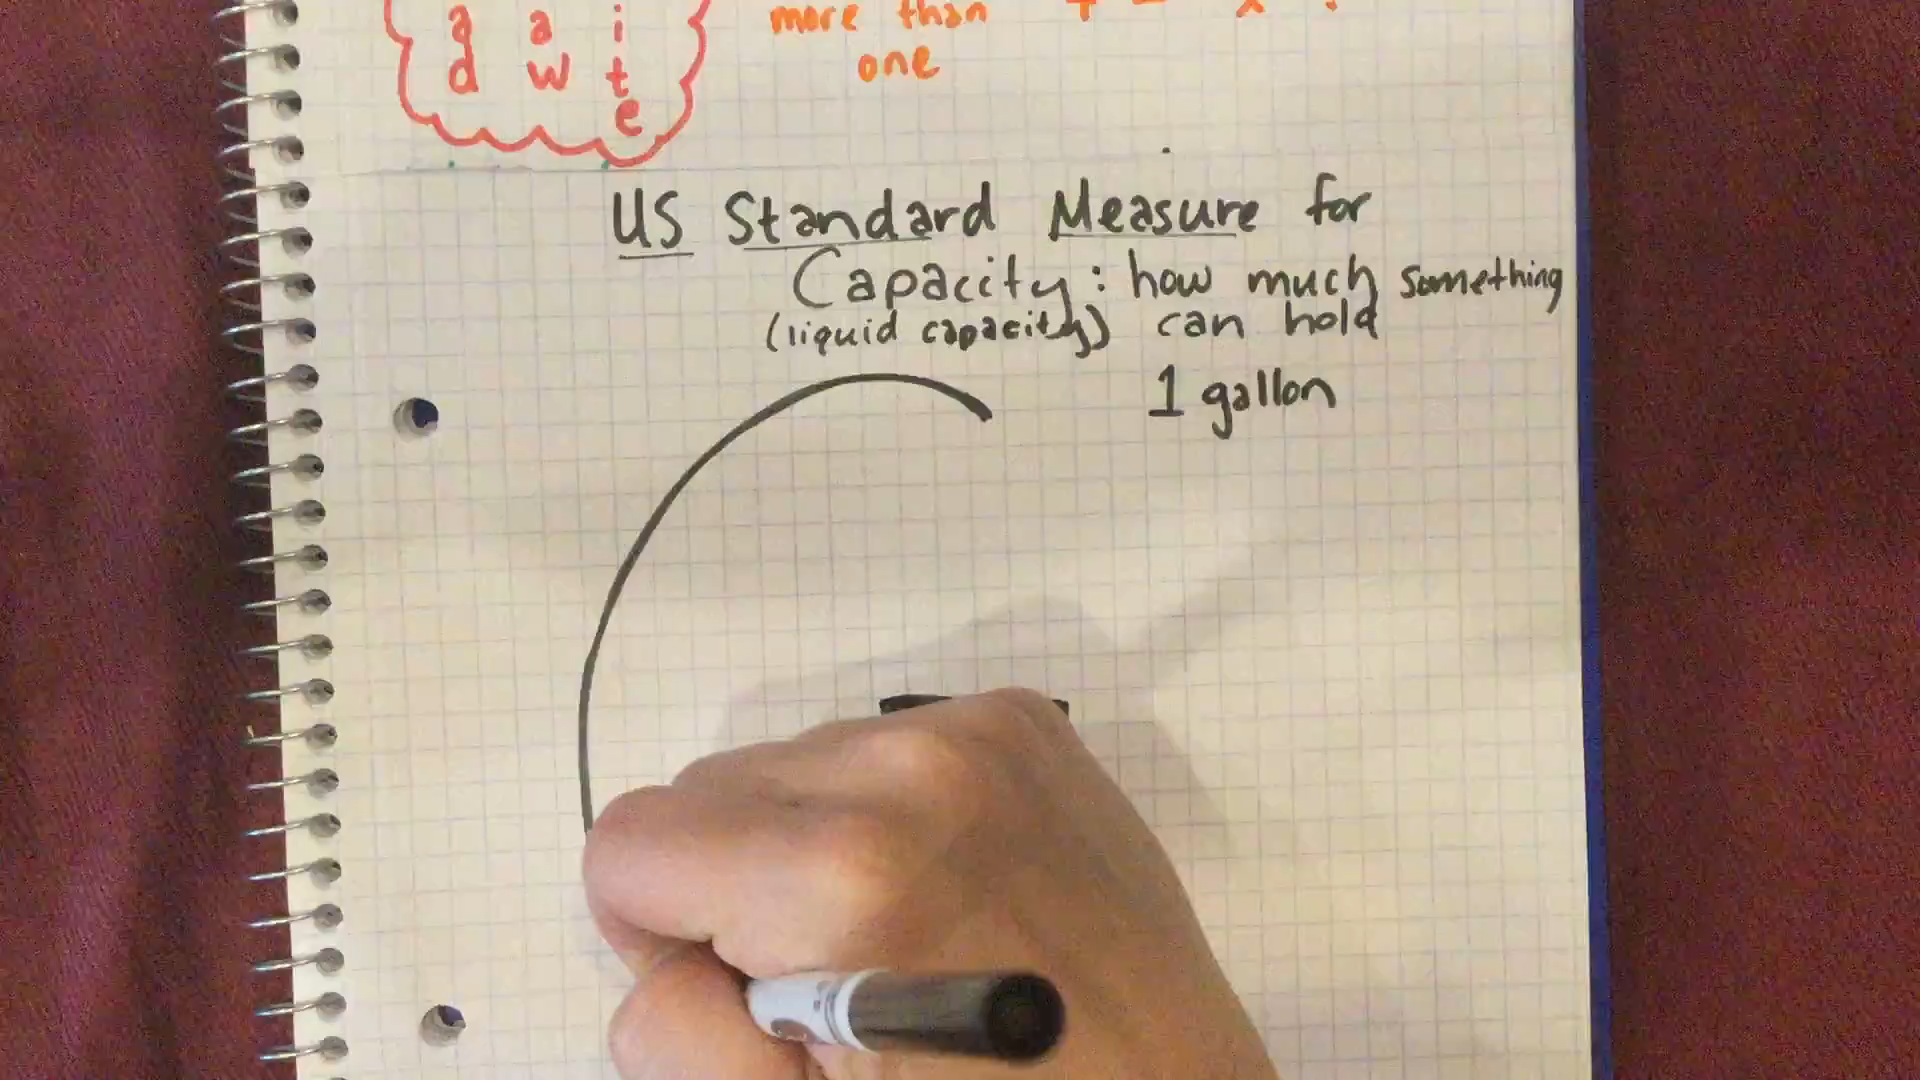 g a i
d w t
e
more than
one
US Standard Measure for
Capacity: how much something
(liquid capacity) can hold
1 gallon